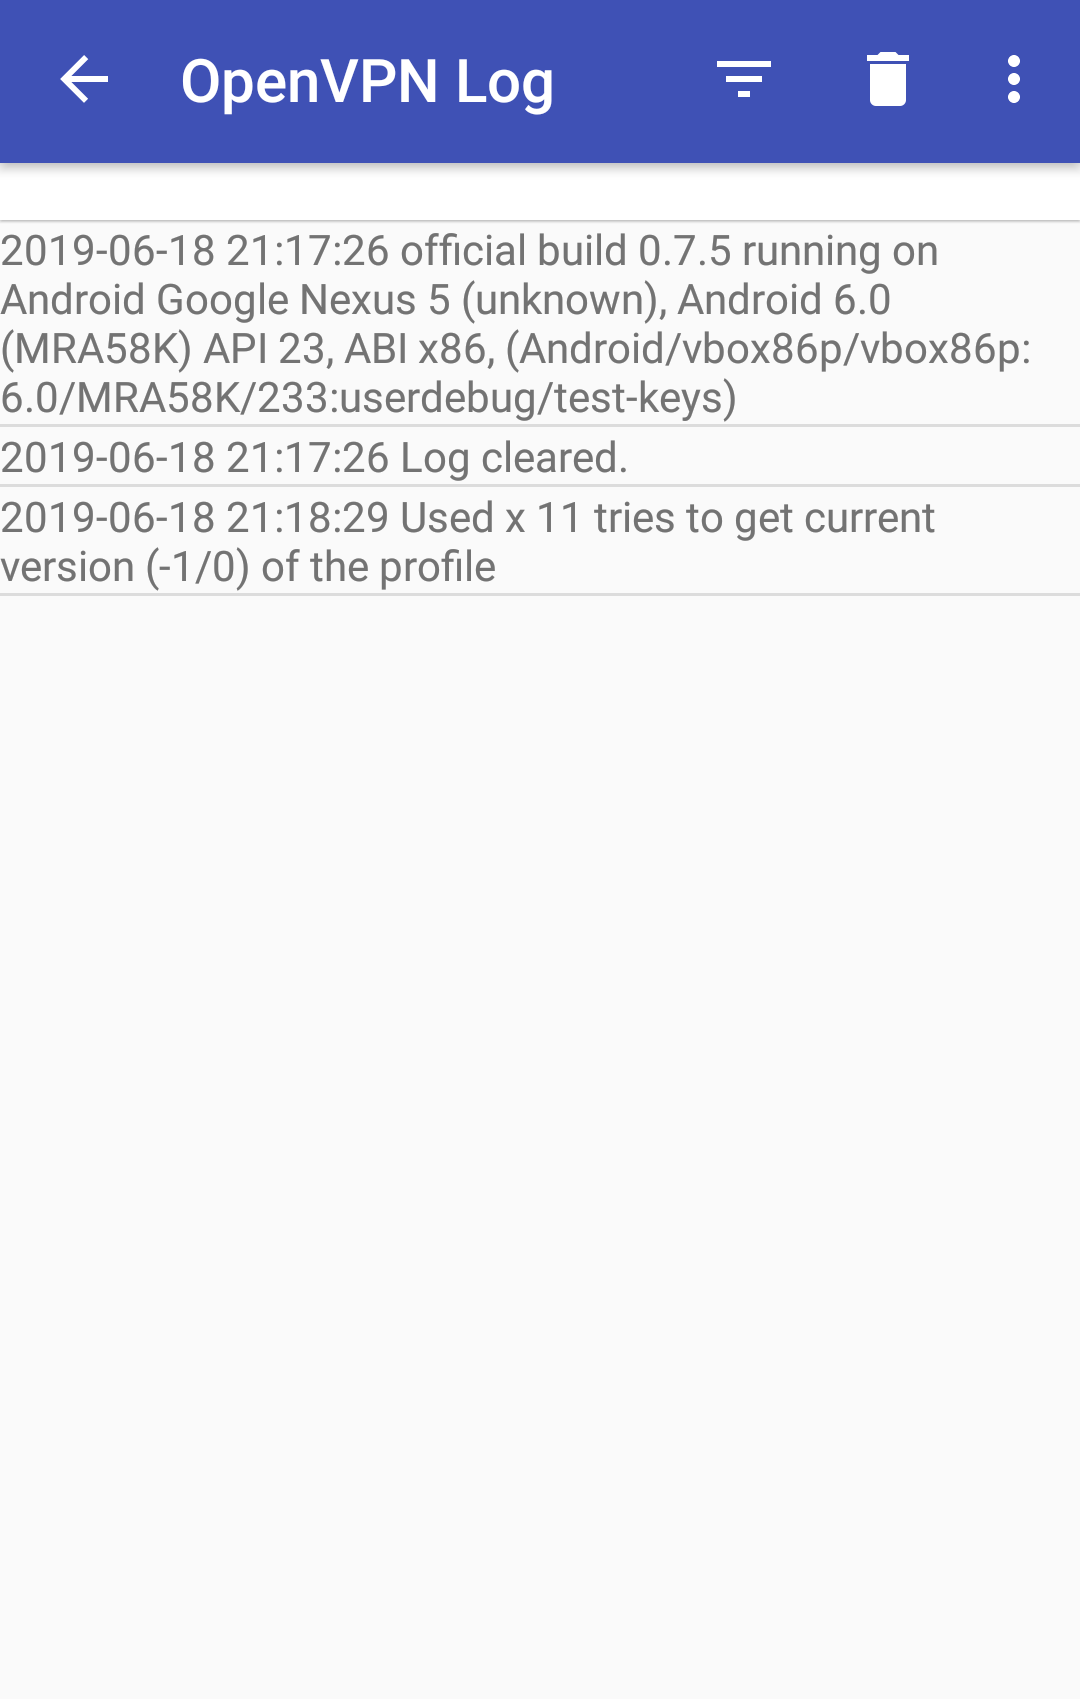 OpenVPN Log
2019-06-18 21:17:26 official build 0.7.5 running on
Android Google Nexus 5 (unknown), Android 6.0
(MRA58K) API 23, ABI x86, (Android/vbox86p/vbox86p:
6.0/MRA58K/233:userdebug/test-keys)
2019-06-18 21:17:26 Log cleared.
2019-06-18 21:18:29 Used x 11 tries to get current
version (-1/0) of the profile